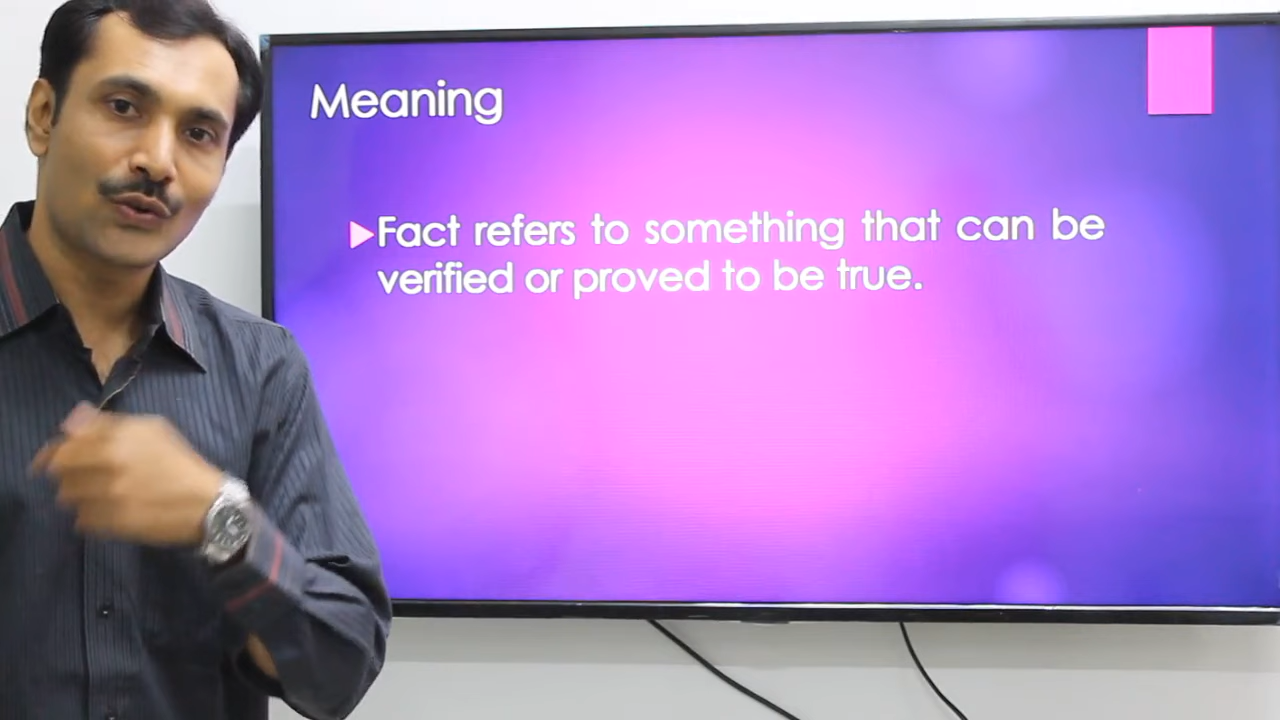 Meaning
Fact refers to something that can be
verified or proved to be true.